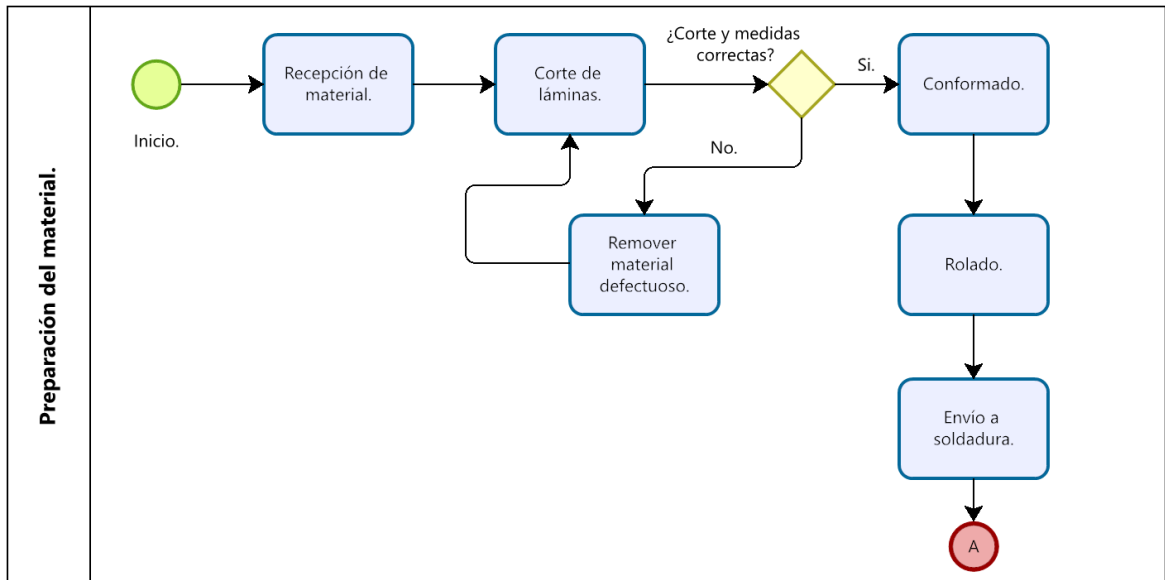 Preparación del material.
Inicio.
Recepción de
material.
Corte de
láminas.
¿Corte y medidas
correctas?
Si.
No.
Conformado.
Remover
material
defectuoso.
Rolado.
Envío a
soldadura.
A